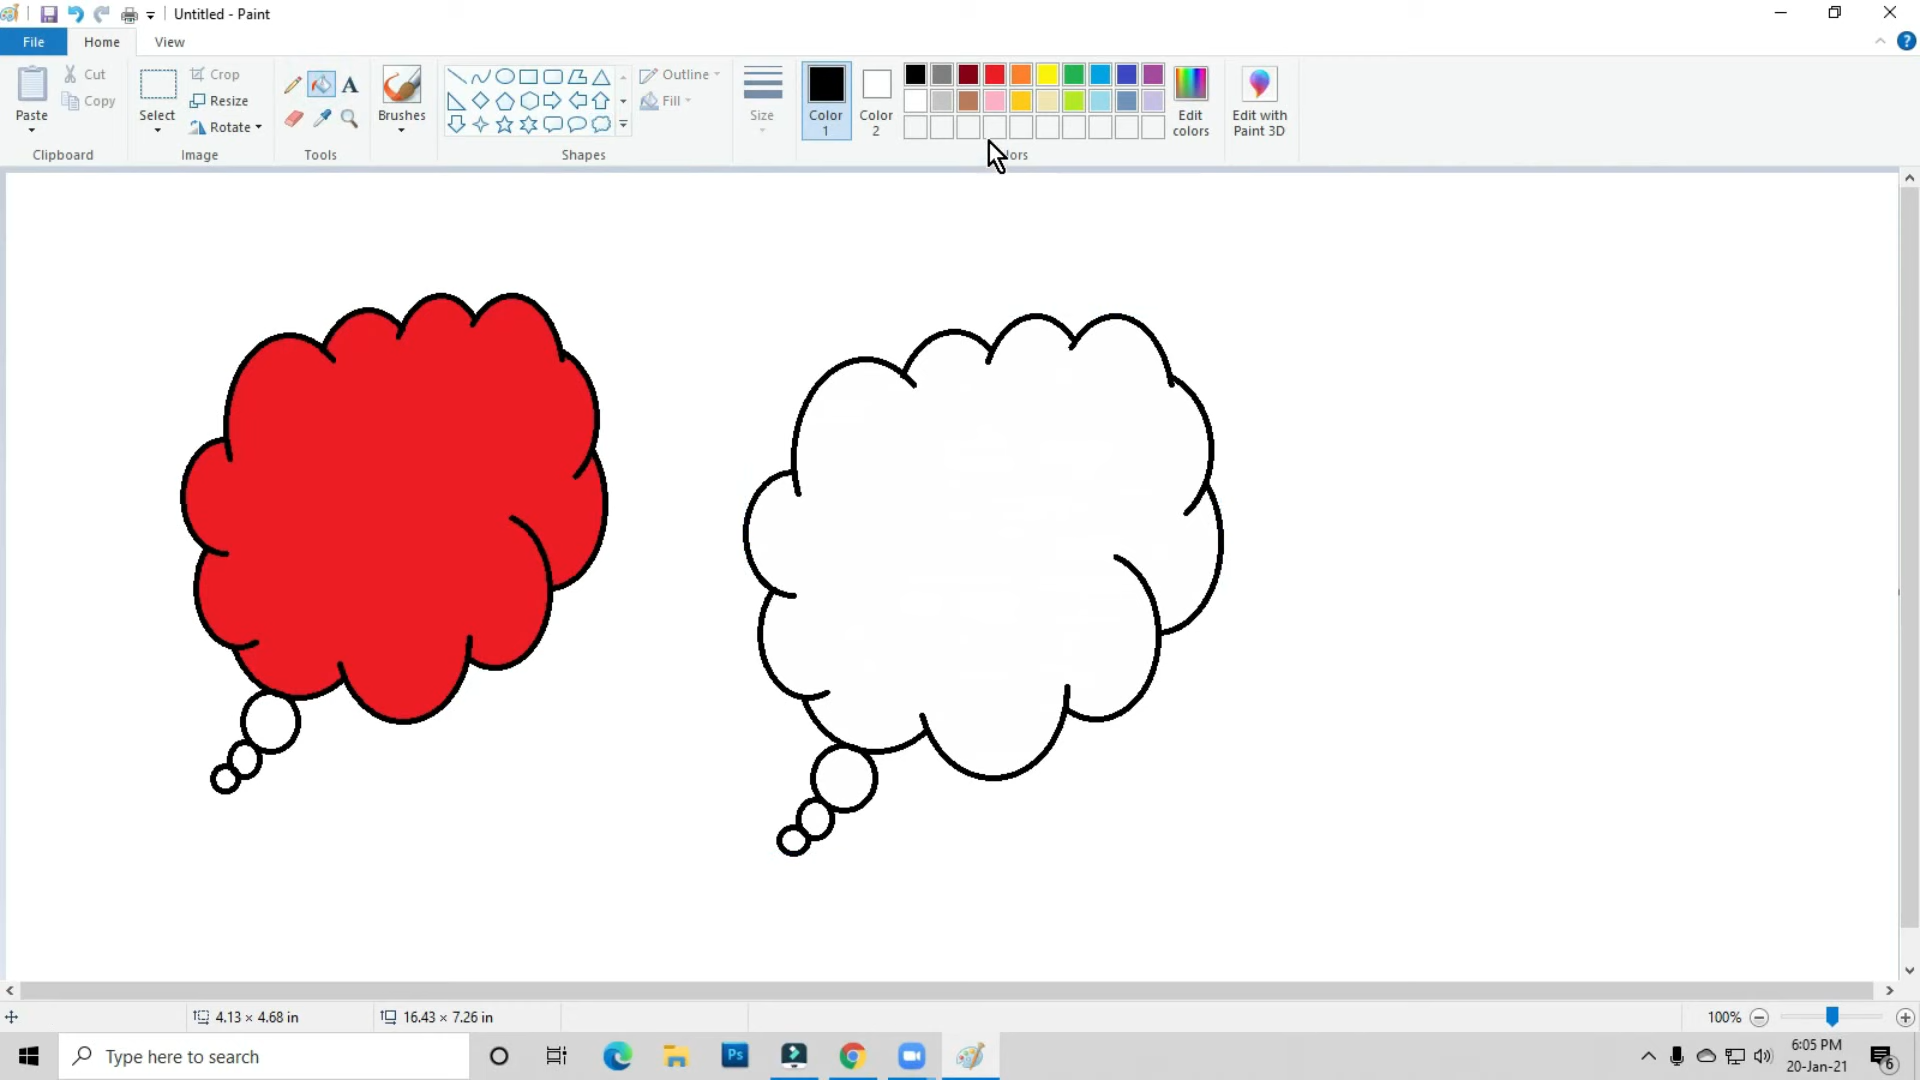 Untitled - Paint
File Home View
Paste
Cut
Copy
Clipboard
Select
Crop
Resize
Rotate
Image
A
Tools
Brushes
Shapes
Outline
Fill
Size
Color 1
Color 2
Edit colors
Edit with Paint 3D
4.13 × 4.68 in
16.43 × 7.26 in
100%
Type here to search
Ps
6:05 PM
20-Jan-21
6